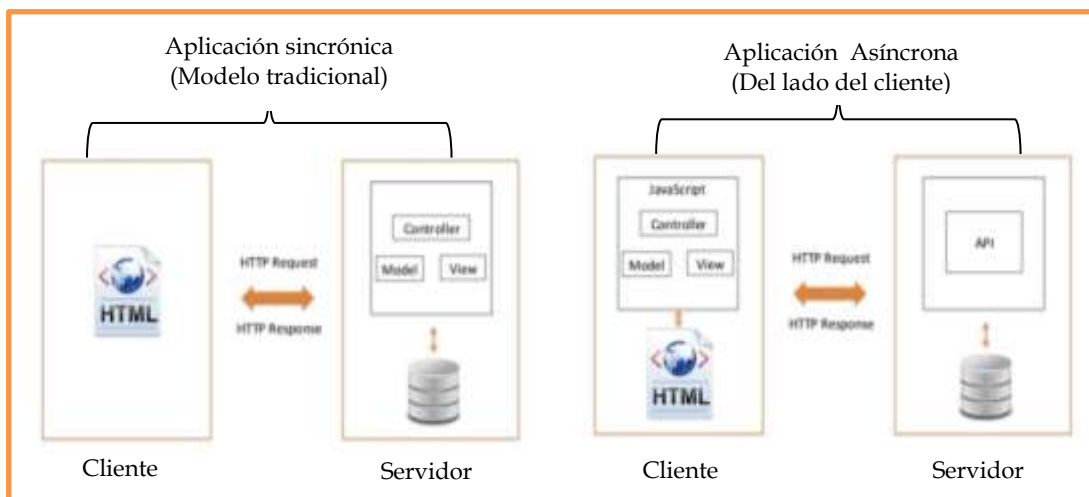 Aplicación sincrónica
(Modelo tradicional)
HTML
HTTP Request
HTTP Response
Controller
Model
View
Cliente
Servidor
Aplicación Asíncrona
(Del lado del cliente)
JavaScript
Controller
Model
View
HTML
HTTP Request
HTTP Response
API
Cliente
Servidor